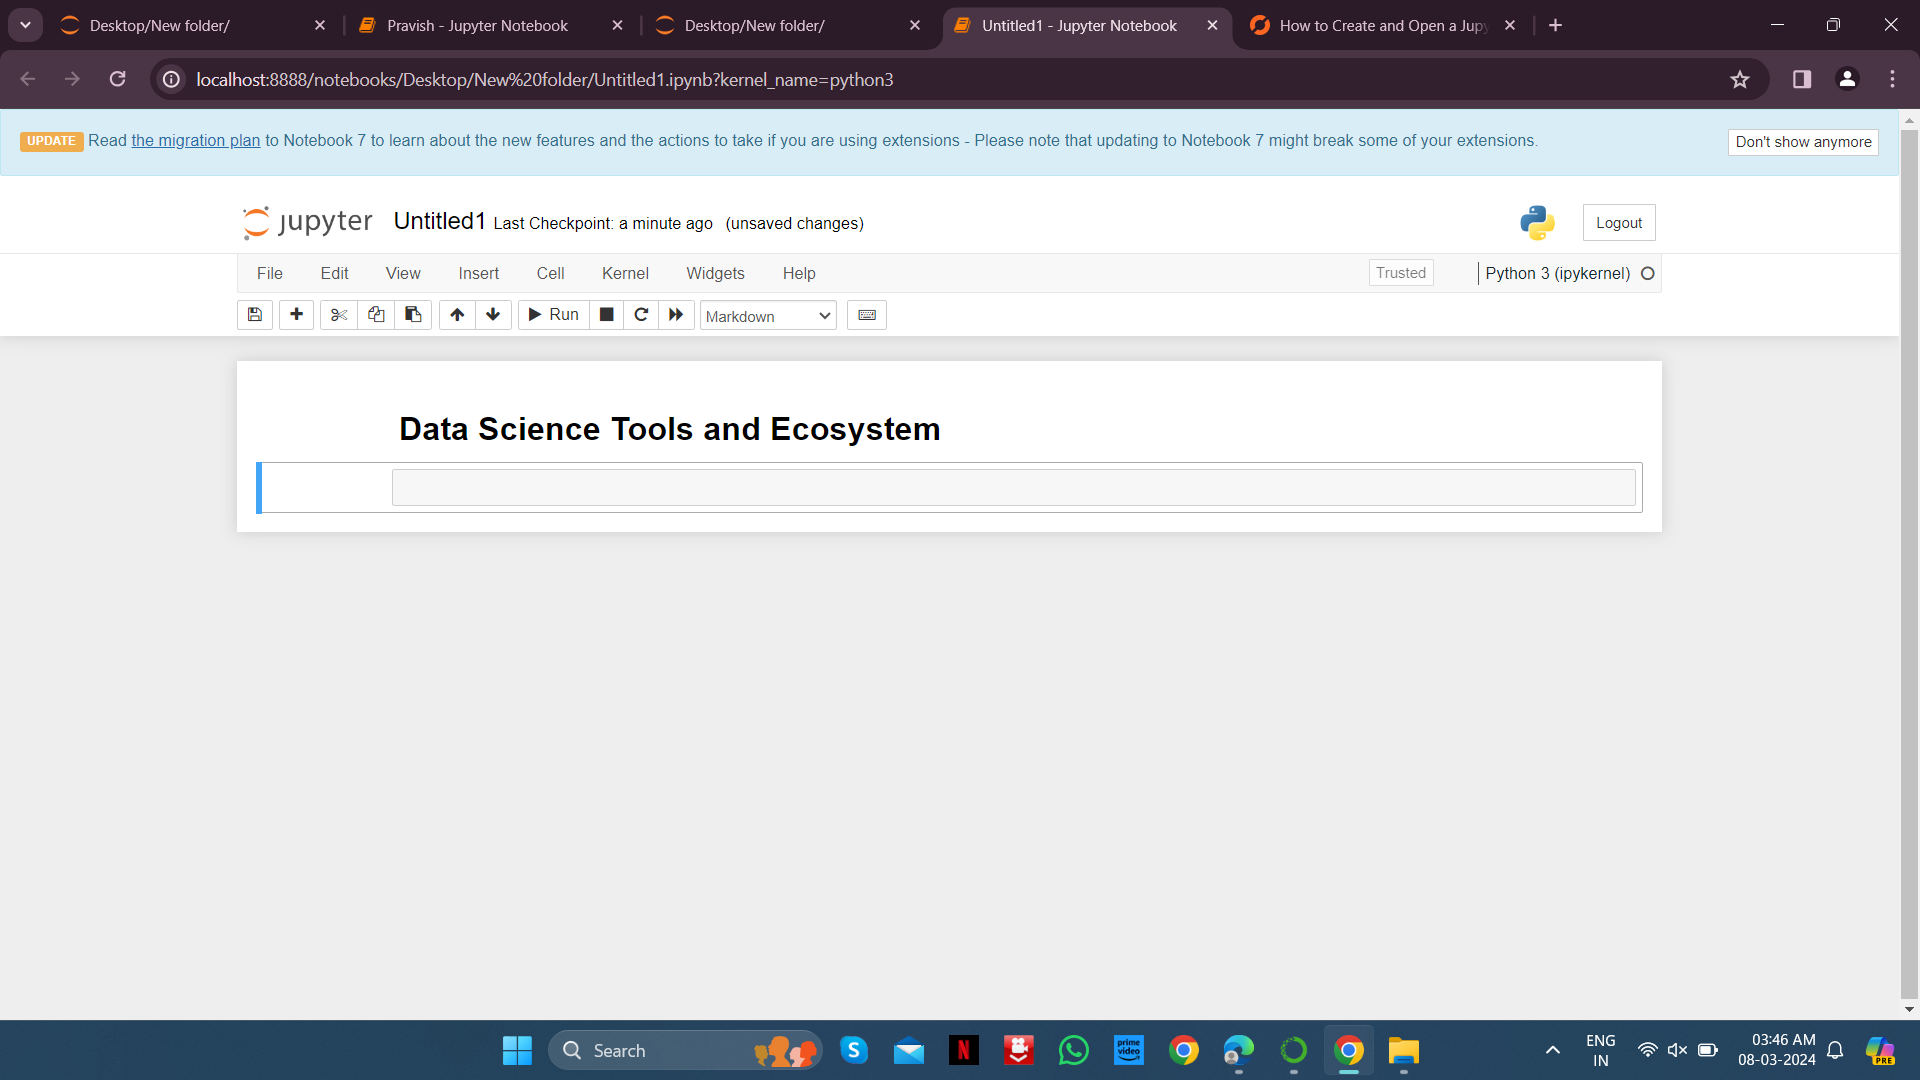 Desktop/New folder/
Pravish - Jupyter Notebook
Desktop/New folder/
Untitled1 - Jupyter Notebook
How to Create and Open a Jup
localhost:8888/notebooks/Desktop/New%20folder/Untitled1.ipynb?kernel_name=python3
UPDATE Read the migration plan to Notebook 7 to learn about the new features and the actions to take if you are using extensions - Please note that updating to Notebook 7 might break some of your extensions.
Don't show anymore
jupyter Untitled1 Last Checkpoint: a minute ago (unsaved changes)
Logout
File Edit View Insert Cell Kernel Widgets Help
Trusted
Python 3 (ipykernel)
Run
Markdown
Data Science Tools and Ecosystem
Search
S
N
prime video
ENG
IN
03:46 AM
08-03-2024
PRE